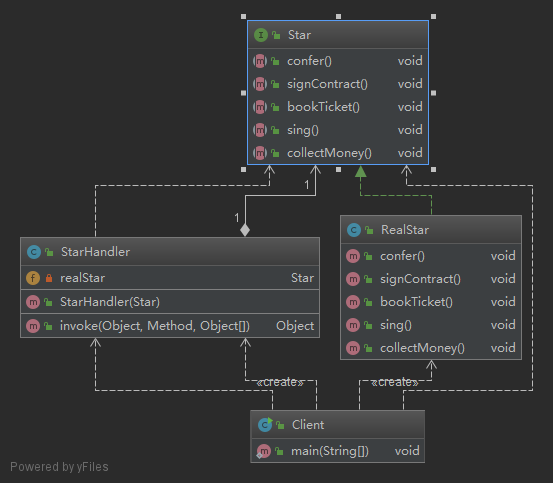 Star
confer() void
signContract() void
bookTicket() void
sing() void
collectMoney() void
1
1
StarHandler
realStar Star
StarHandler(Star)
invoke(Object, Method, Object[]) Object
RealStar
confer() void
signContract() void
bookTicket() void
sing() void
collectMoney() void
«create» «create»
Client
main(String[]) void
Powered by yFiles